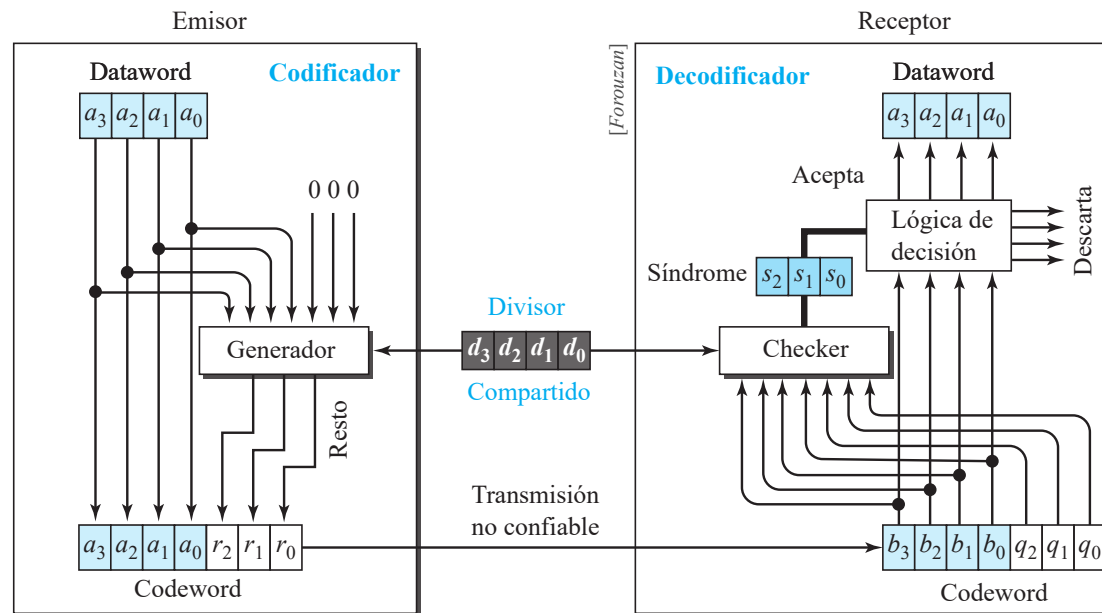 Emisor
Codificador
Dataword
a3 a2 a1 a0
0 0 0
Generador
Resto
a3 a2 a1 a0 r2 r1 r0
Codeword
Divisor
d3 d2 d1 d0
Compartido
Transmisión
no confiable
Receptor
[Forouzan]
Decodificador
Dataword
a3 a2 a1 a0
Acepta
Lógica de
decisión
Descarta
Síndrome
s2 s1 s0
Checker
b3 b2 b1 b0 q2 q1 q0
Codeword